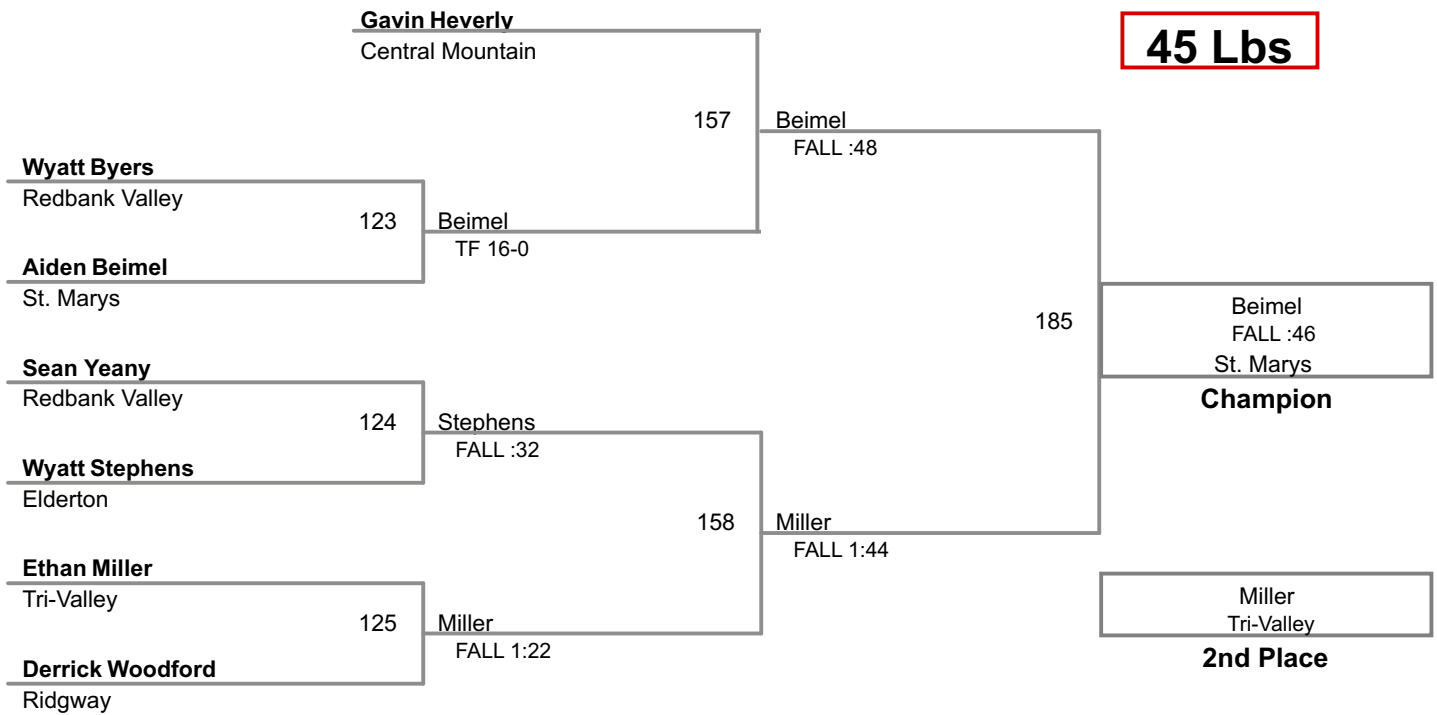 Gavin Heverly
Central Mountain
45 Lbs
157
Beimel
FALL :48
Wyatt Byers
Redbank Valley
123
Beimel
TF 16-0
Aiden Beimel
St. Marys
185
Beimel
FALL :46
St. Marys
Champion
Sean Yeany
Redbank Valley
124
Stephens
FALL :32
Wyatt Stephens
Elderton
158
Miller
FALL 1:44
Ethan Miller
Tri-Valley
125
Miller
FALL 1:22
Derrick Woodford
Ridgway
Miller
Tri-Valley
2nd Place